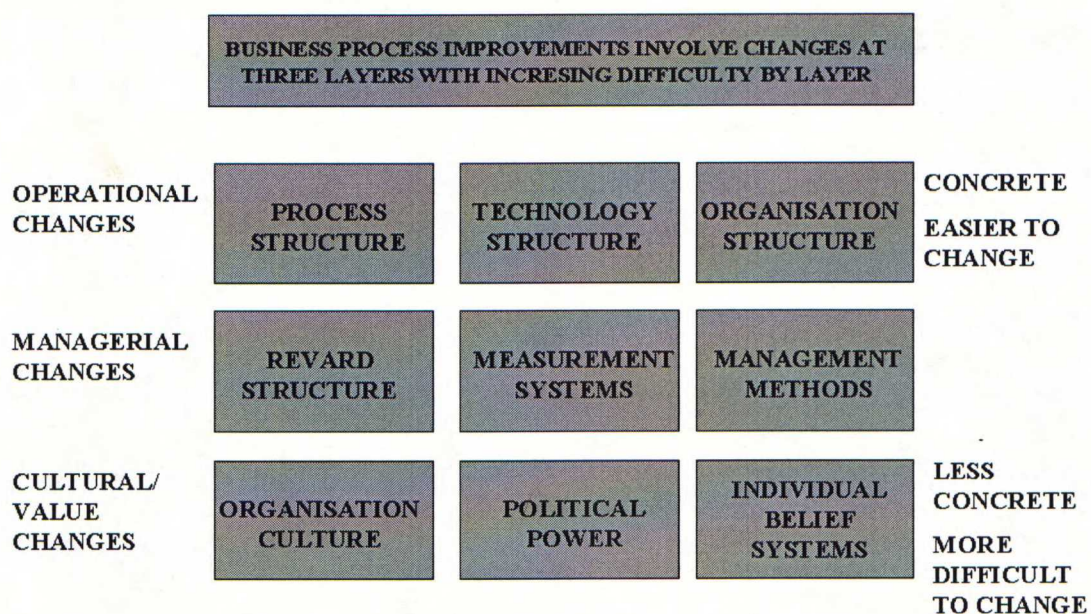 BUSINESS PROCESS IMPROVEMENTS INVOLVE CHANGES AT
THREE LAYERS WITH INCRESING DIFFICULTY BY LAYER
OPERATIONAL
CHANGES
PROCESS
STRUCTURE
TECHNOLOGY
STRUCTURE
ORGANISATION
STRUCTURE
CONCRETE
EASIER TO
CHANGE
MANAGERIAL
CHANGES
REVARD
STRUCTURE
MEASUREMENT
SYSTEMS
MANAGEMENT
METHODS
CULTURAL/
VALUE
CHANGES
ORGANISATION
CULTURE
POLITICAL
POWER
INDIVIDUAL
BELIEF
SYSTEMS
LESS
CONCRETE
MORE
DIFFICULT
TO CHANGE